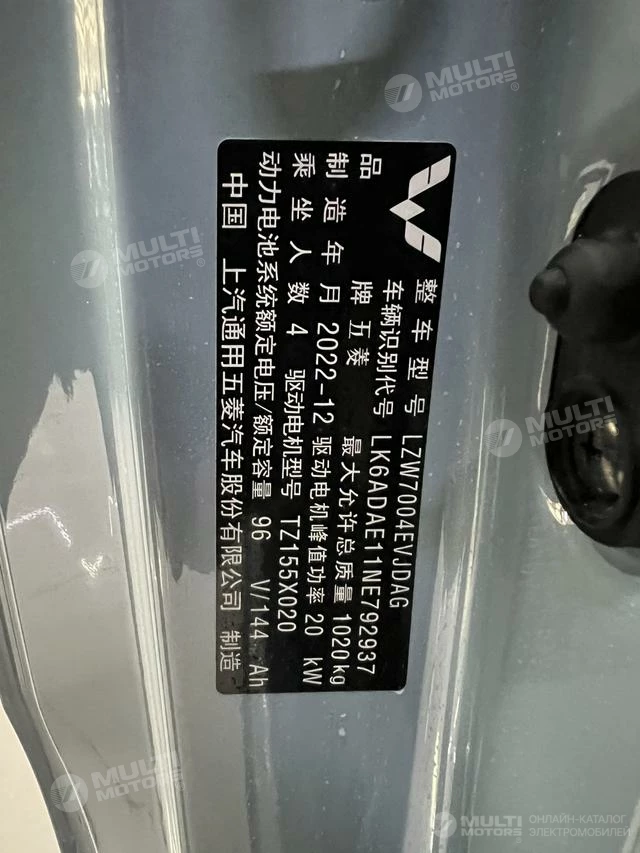 整车型号 LZW7004EVJDAG
车辆识别代号 LK6ADAE11NE792937
品牌 五菱 最大允许总质量 1020kg
制造年月 2022-12 驱动电机峰值功率 20 kW
乘坐人数 4 驱动电机型号 TZ155X020
动力电池系统额定电压/额定容量 96 V/144 Ah
中国 上汽通用五菱汽车股份有限公司 制造
MULTI
MOTORS®
MULTI
MOTORS®
MULTI
MOTORS®
MULTI
MOTORS®
MULTI
MOTORS®
ОНЛАЙН-КАТАЛОГ
ЭЛЕКТРОМОБИЛЕЙ